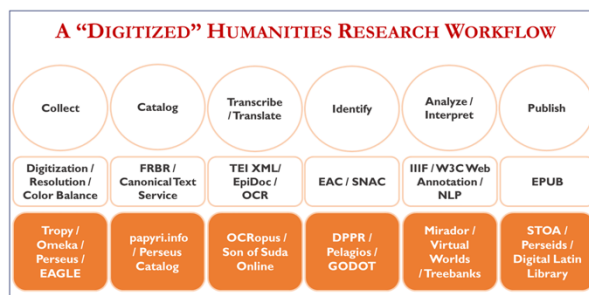 A “DIGITIZED” HUMANITIES RESEARCH WORKFLOW
Collect
Catalog
Transcribe
/Translate
Identify
Analyze /
Interpret
Publish
Digitization /
Resolution /
Color Balance
FRBR /
Canonical Text
Service
TEI XML/
EpiDoc /
OCR
EAC / SNAC
IIIF / W3C Web
Annotation /
NLP
EPUB
Tropy /
Omeka /
Perseus /
EAGLE
papyri.info
/ Perseus
Catalog
OCRopus /
Son of Suda
Online
DPPR /
Pelagios /
GODOT
Mirador /
Virtual
Worlds
/ Treebanks
STOA /
Perseids /
Digital Latin
Library